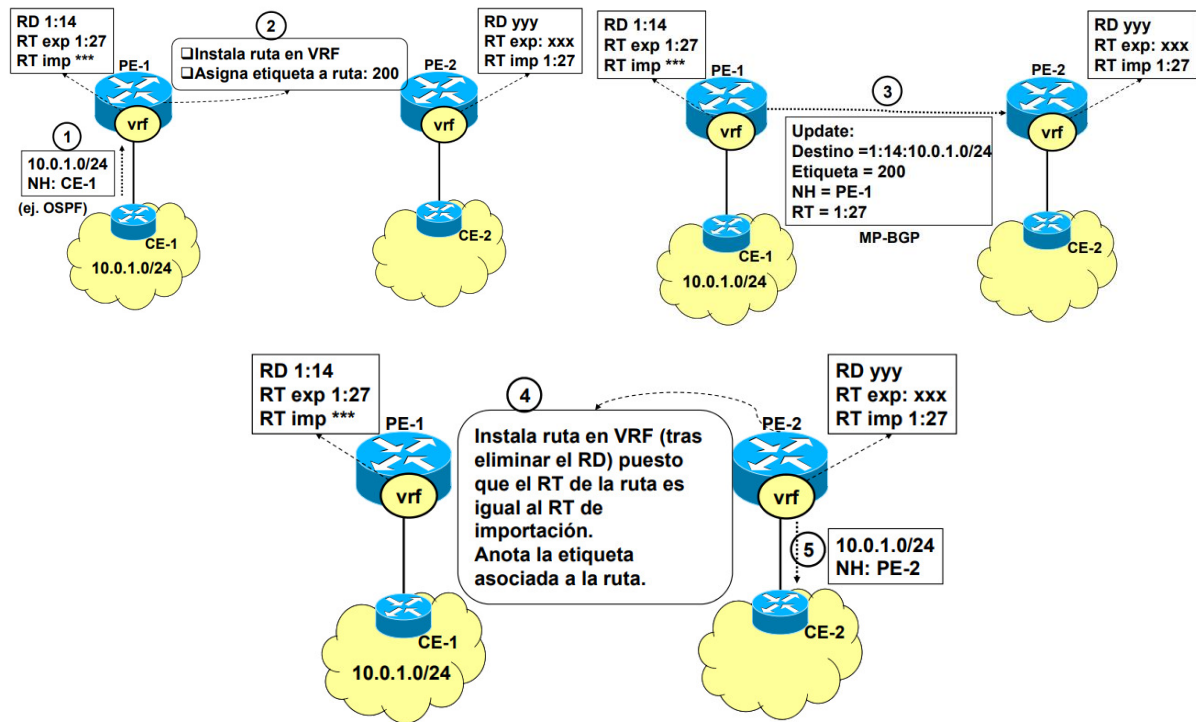 RD 1:14
RT exp 1:27
RT imp ***
PE-1
2
❑Instala ruta en VRF
❑Asigna etiqueta a ruta: 200
PE-2
RD yyy
RT exp: xxx
RT imp 1:27
vrf
vrf
1
10.0.1.0/24
NH: CE-1
(ej. OSPF)
CE-1
10.0.1.0/24
CE-2
RD 1:14
RT exp 1:27
RT imp ***
PE-1
3
PE-2
RD yyy
RT exp: xxx
RT imp 1:27
vrf
vrf
Update:
Destino =1:14:10.0.1.0/24
Etiqueta = 200
NH = PE-1
RT = 1:27
MP-BGP
CE-1
10.0.1.0/24
CE-2
RD 1:14
RT exp 1:27
RT imp ***
PE-1
4
Instala ruta en VRF (tras
eliminar el RD) puesto
que el RT de la ruta es
igual al RT de
importación.
Anota la etiqueta
asociada a la ruta.
PE-2
RD yyy
RT exp: xxx
RT imp 1:27
vrf
vrf
5
10.0.1.0/24
NH: PE-2
CE-1
10.0.1.0/24
CE-2